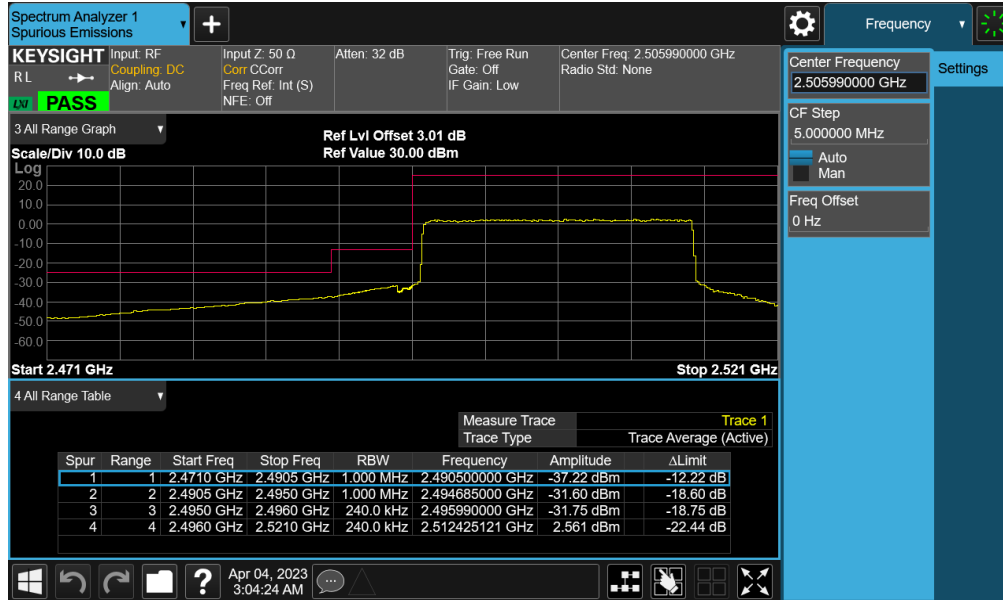 Spectrum Analyzer 1
Spurious Emissions
Frequency
KEYSIGHT
R L
LXI
PASS
Input: RF
Coupling: DC
Align: Auto
Input Z: 50 Ω
Corr CCorr
Freq Ref: Int (S)
NFE: Off
Atten: 32 dB
Trig: Free Run
Gate: Off
IF Gain: Low
Center Freq: 2.505990000 GHz
Radio Std: None
Center Frequency
2.505990000 GHz
Settings
CF Step
5.000000 MHz
Auto
Man
Freq Offset
0 Hz
3 All Range Graph
Ref Lvl Offset 3.01 dB
Scale/Div 10.0 dB
Ref Value 30.00 dBm
Log
20.0
10.0
0.00
-10.0
-20.0
-30.0
-40.0
-50.0
-60.0
Start 2.471 GHz
Stop 2.521 GHz
4 All Range Table
Measure Trace Trace 1
Trace Type Trace Average (Active)
Spur Range Start Freq Stop Freq RBW Frequency Amplitude ΔLimit
1 1 2.4710 GHz 2.4905 GHz 1.000 MHz 2.490500000 GHz -37.22 dBm -12.22 dB
2 2 2.4905 GHz 2.4950 GHz 1.000 MHz 2.494685000 GHz -31.60 dBm -18.60 dB
3 3 2.4950 GHz 2.4960 GHz 240.0 kHz 2.495990000 GHz -31.75 dBm -18.75 dB
4 4 2.4960 GHz 2.5210 GHz 240.0 kHz 2.512425121 GHz 2.561 dBm -22.44 dB
?
Apr 04, 2023
3:04:24 AM